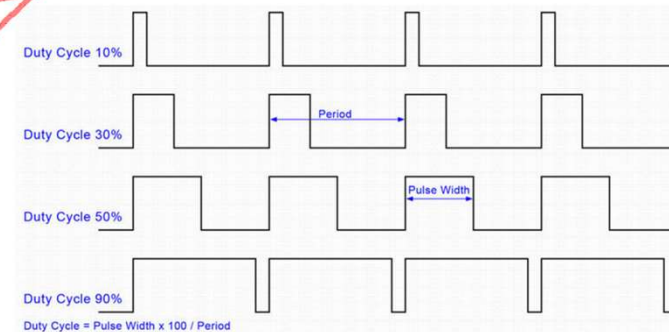 Duty Cycle 10%
Duty Cycle 30%
Period
Duty Cycle 50%
Pulse Width
Duty Cycle 90%
Duty Cycle = Pulse Width x 100 / Period